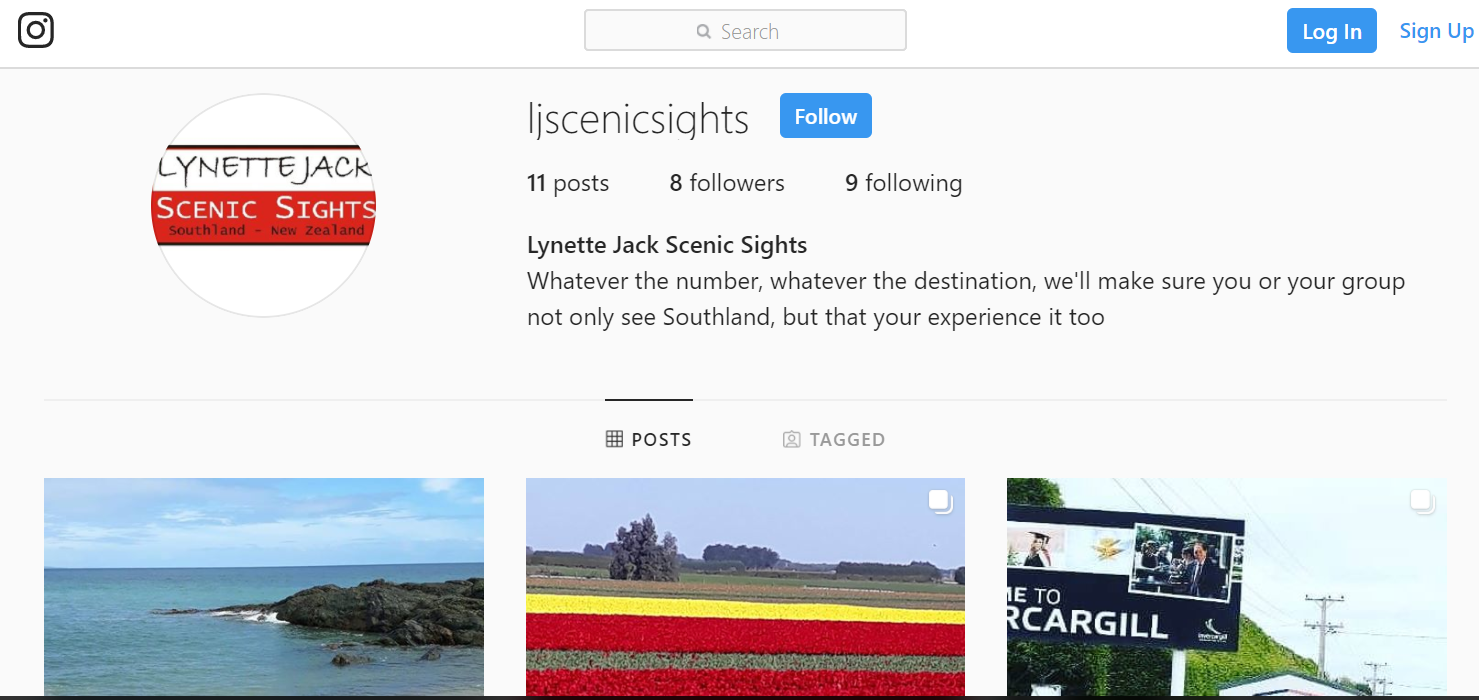 Search
Log In
Sign Up
LYNETTE JACK
SCENIC SIGHTS
Southland - New Zealand
ljscenicsights
Follow
11 posts
8 followers
9 following
Lynette Jack Scenic Sights
Whatever the number, whatever the destination, we'll make sure you or your group
not only see Southland, but that your experience it too
POSTS
TAGGED
ME TO
RCARGILL
invercargill